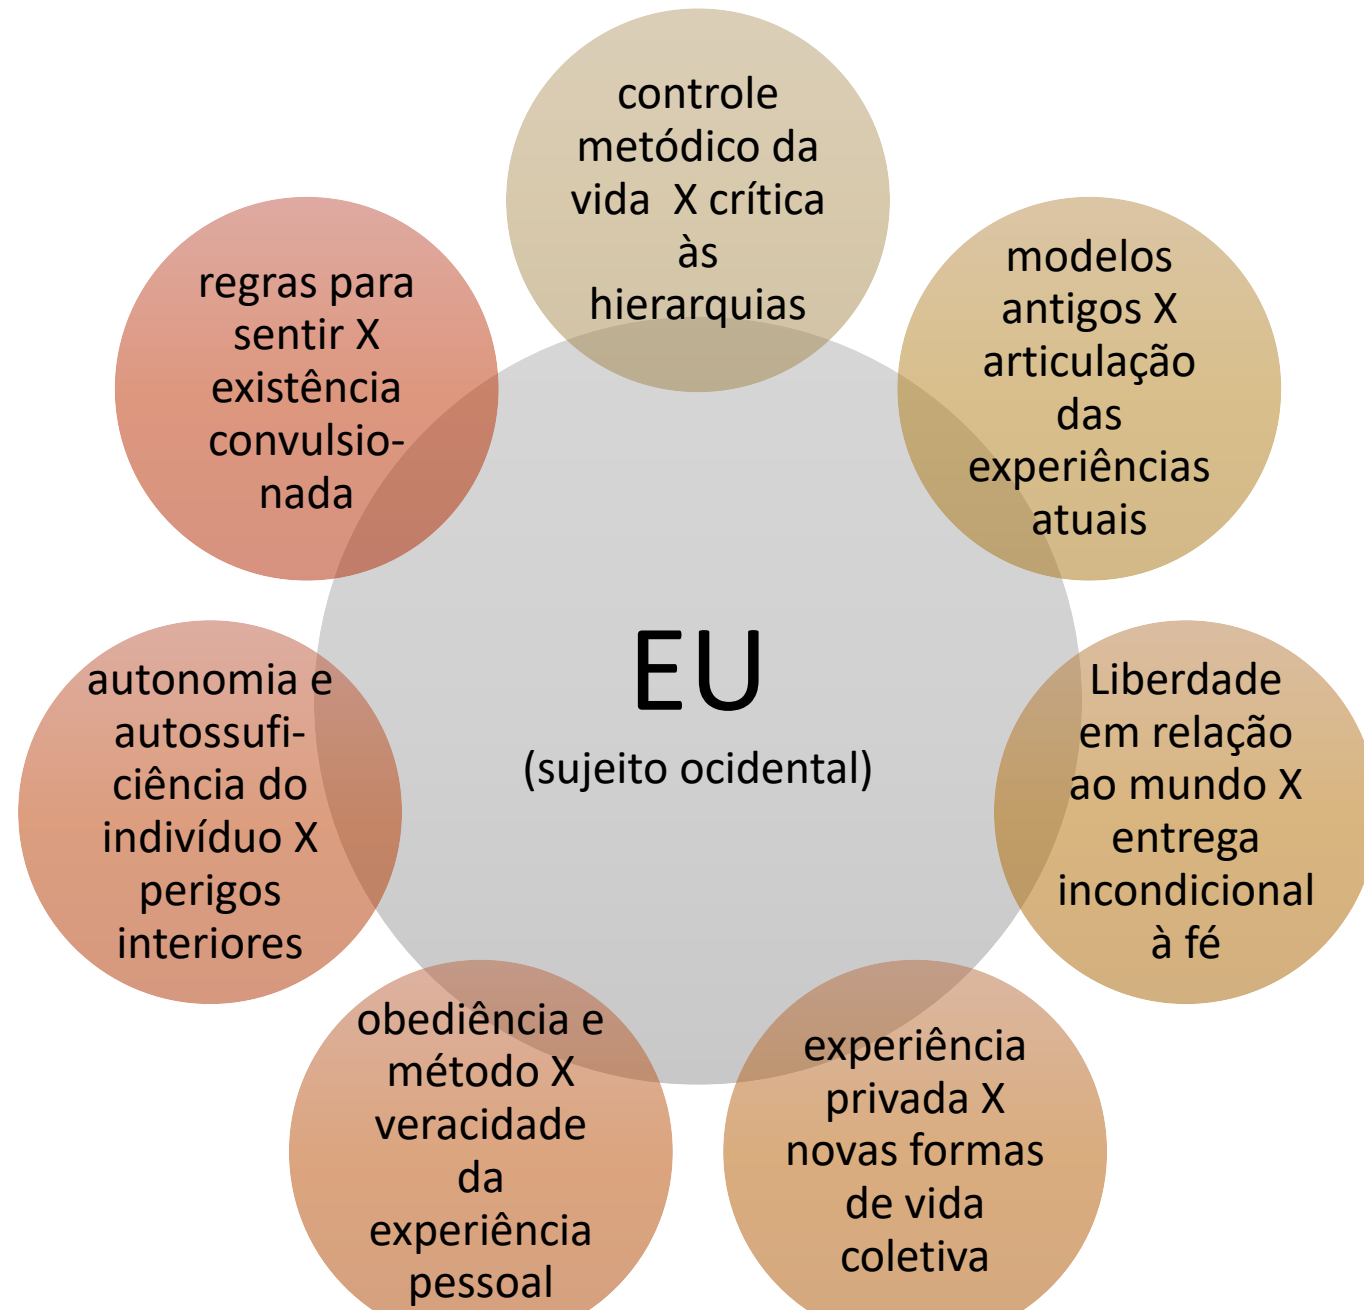 controle
metódico da
vida  X crítica
às
hierarquias
modelos
antigos X
articulação
das
experiências
atuais
Liberdade
em relação
ao mundo X
entrega
incondicional
à fé
experiência
privada X
novas formas
de vida
coletiva
obediência e
método X
veracidade
da
experiência
pessoal
autonomia e
autossufi-
ciência do
indivíduo X
perigos
interiores
regras para
sentir X
existência
convulsio-
nada
EU
(sujeito ocidental)